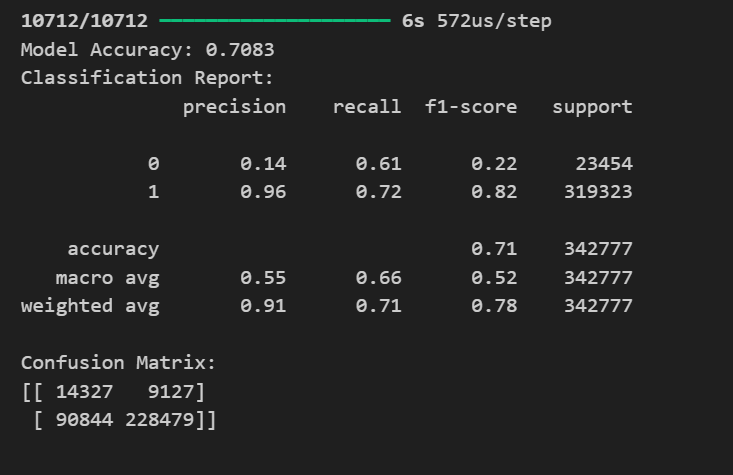 10712/10712 ━━━━━━━━━━━━━━━━━━━━ 6s 572us/step
Model Accuracy: 0.7083
Classification Report:
              precision    recall  f1-score   support

           0       0.14      0.61      0.22     23454
           1       0.96      0.72      0.82    319323

    accuracy                           0.71    342777
   macro avg       0.55      0.66      0.52    342777
weighted avg       0.91      0.71      0.78    342777

Confusion Matrix:
[[ 14327   9127]
 [ 90844 228479]]